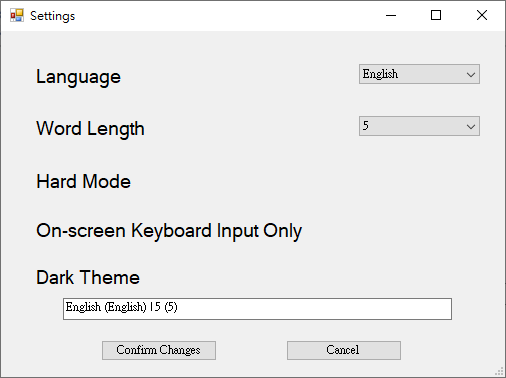 Settings
Language
English
Word Length
5
Hard Mode
On-screen Keyboard Input Only
Dark Theme
English (English) | 5 (5)
Confirm Changes
Cancel